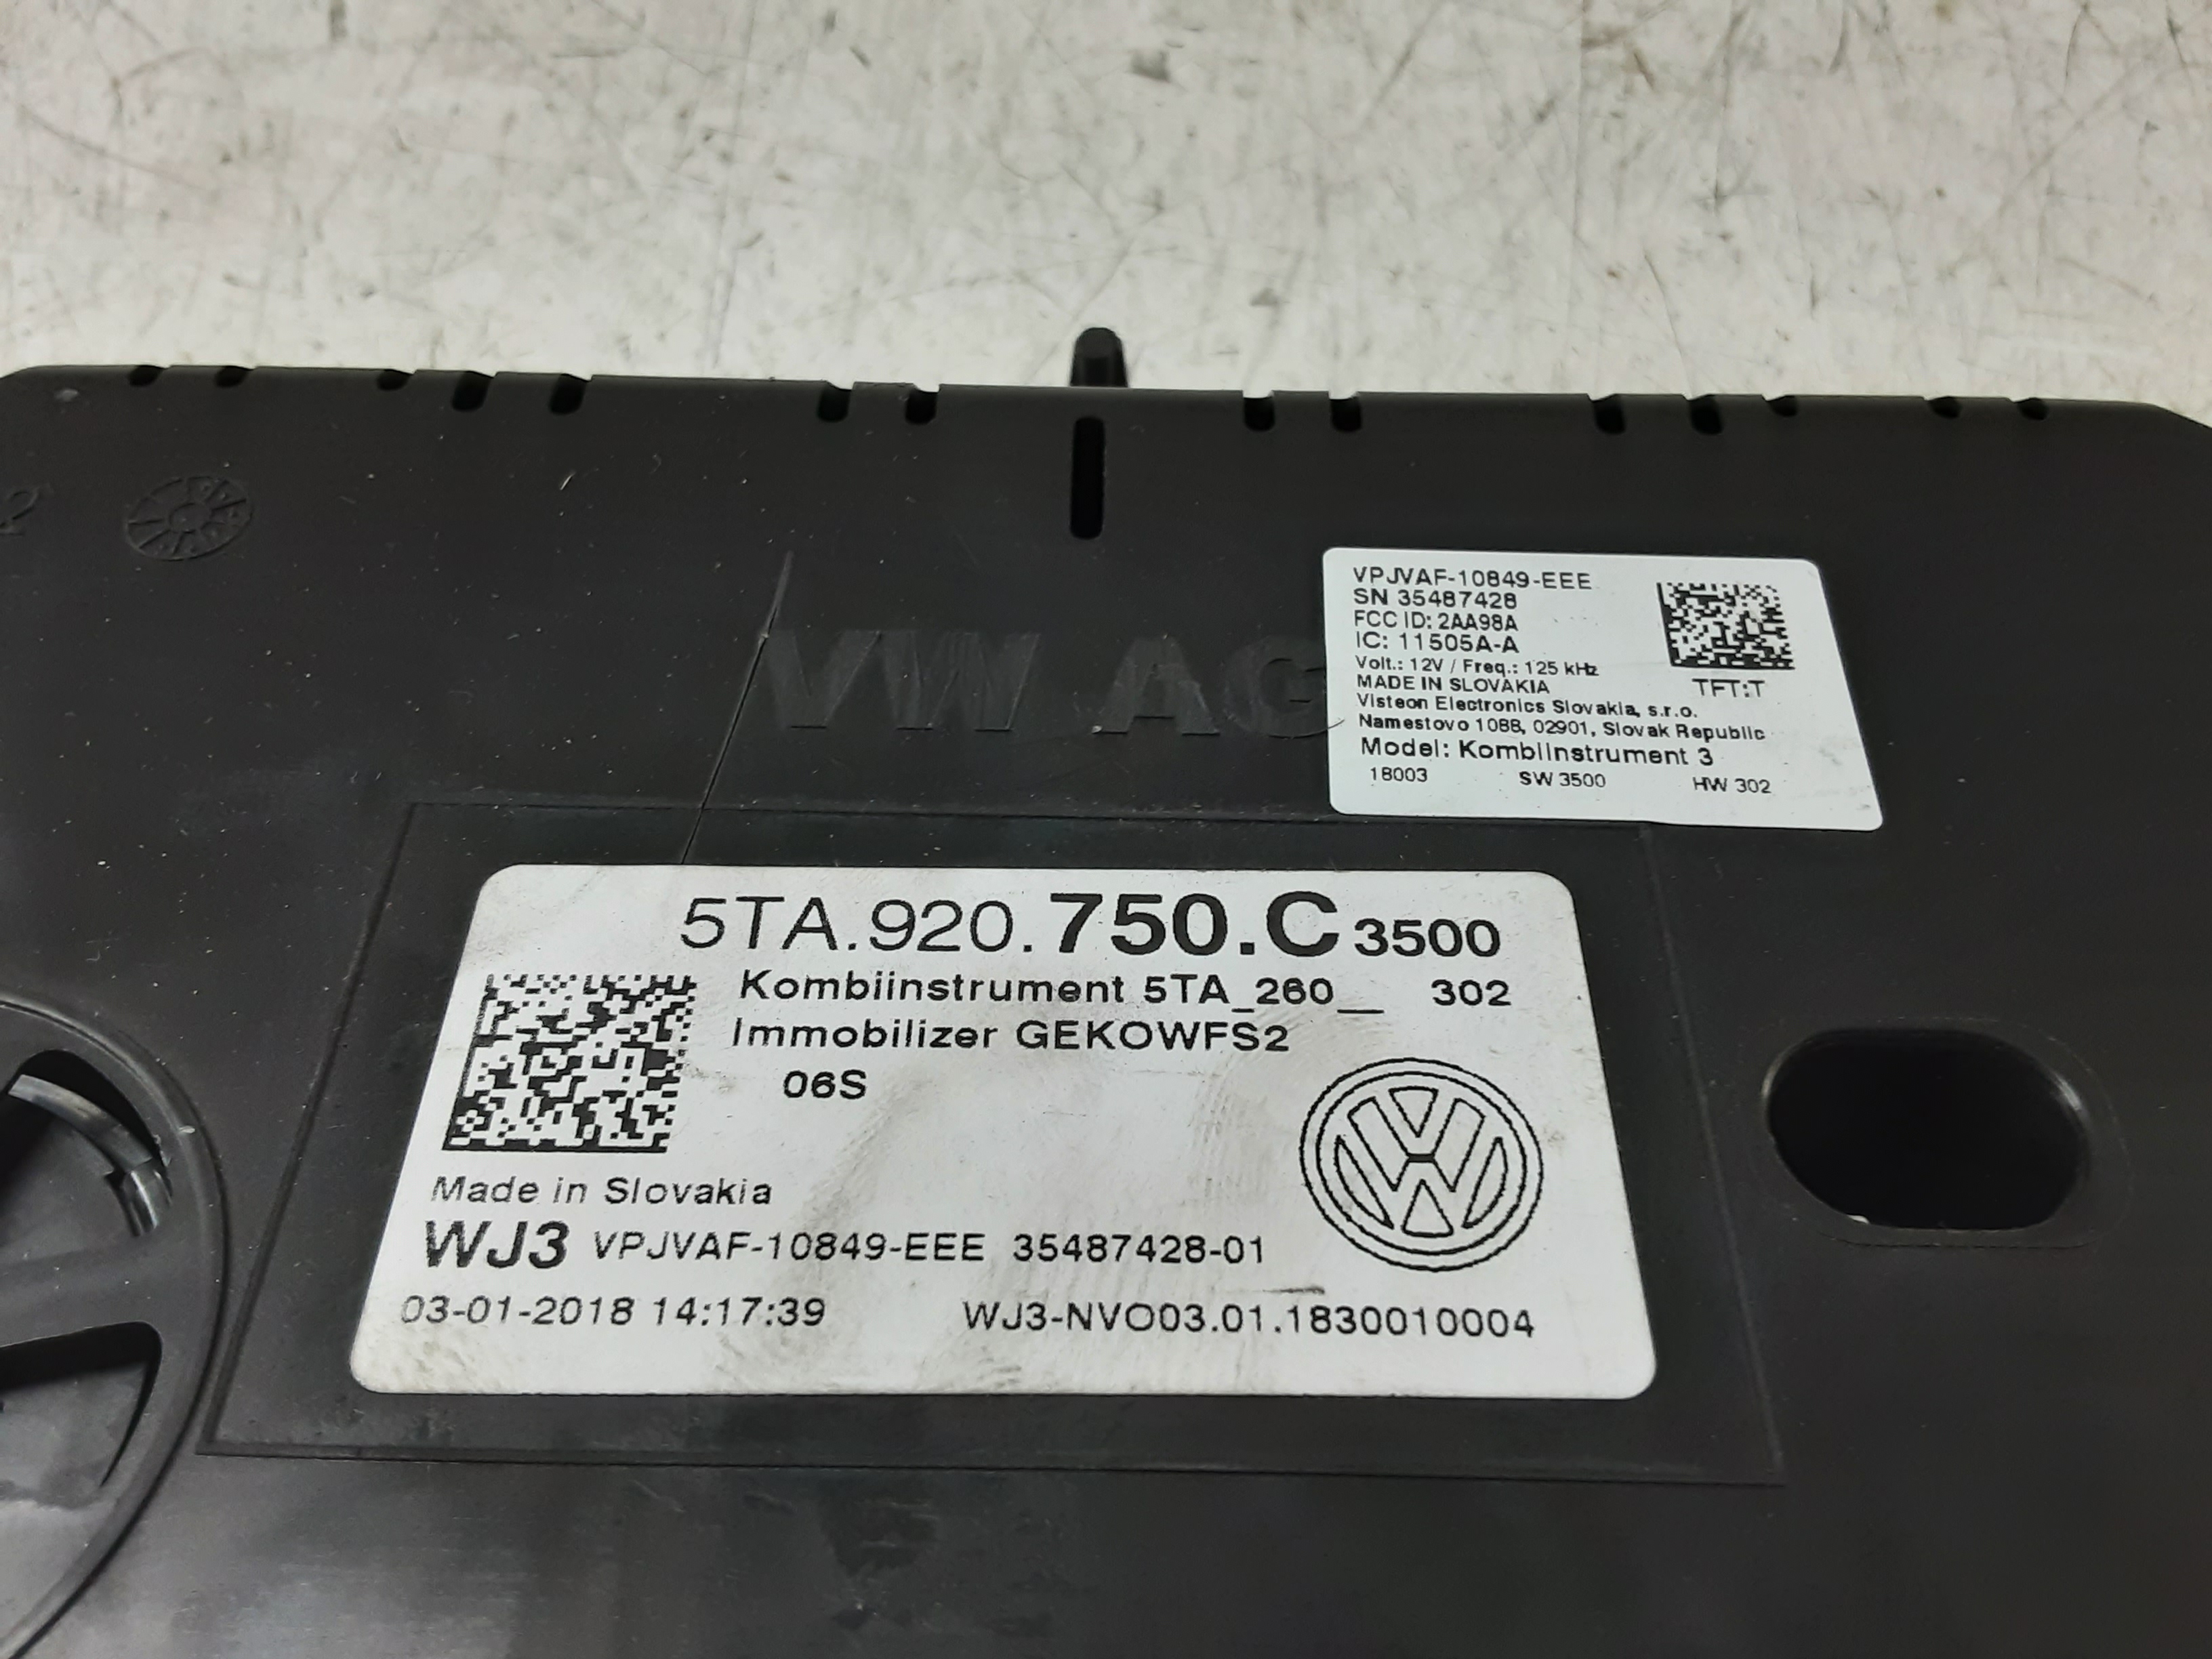 2
VW AG
VPJVAF-10849-EEE
SN 35487428
FCC ID: 2AA98A
IC: 11505A-A
Volt.: 12V / Freq.: 125 kHz
MADE IN SLOVAKIA
TFT:T
Visteon Electronics Slovakia, s.r.o.
Namestovo 1088, 02901, Slovak Republic
Model: KombiInstrument 3
18003 SW 3500 HW 302
5TA.920.750.C 3500
Kombiinstrument 5TA_260__ 302
Immobilizer GEKOWFS2
06S
Made in Slovakia
WJ3 VPJVAF-10849-EEE 35487428-01
03-01-2018 14:17:39 WJ3-NVO03.01.1830010004